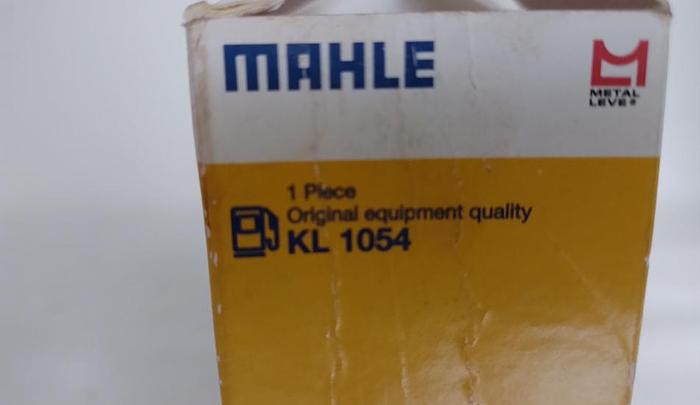 MAHLE
METAL
LEVE®
1 Piece
Original equipment quality
KL 1054